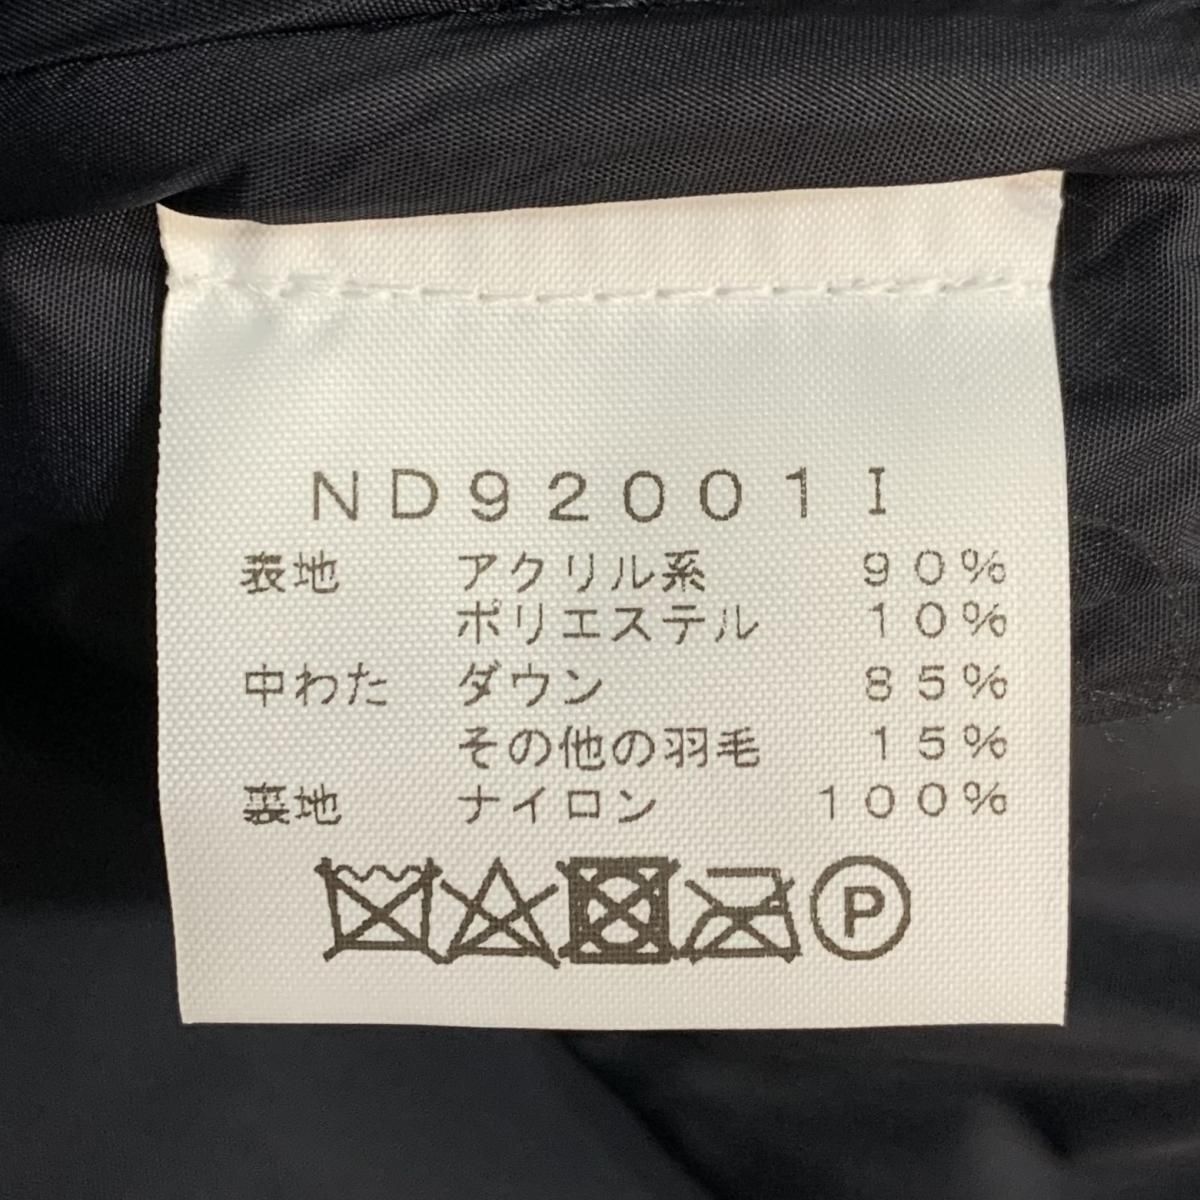 ND92001I
表地 アクリル系 90%
ポリエステル 10%
中わた ダウン 85%
その他の羽毛 15%
裏地 ナイロン 100%
P